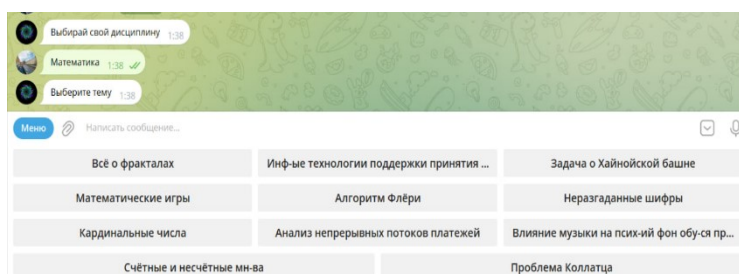 Выбирай свой дисциплину 1:38
Математика 1:38
Выберите тему 1:38
Меню Написать сообщение...
Всё о фракталах Инф-ые технологии поддержки принятия ... Задача о Хайнойской башне
Математические игры Алгоритм Флёри Неразгаданные шифры
Кардинальные числа Анализ непрерывных потоков платежей Влияние музыки на псих-ий фон обу-ся пр...
Счётные и несчётные мн-ва Проблема Коллатца